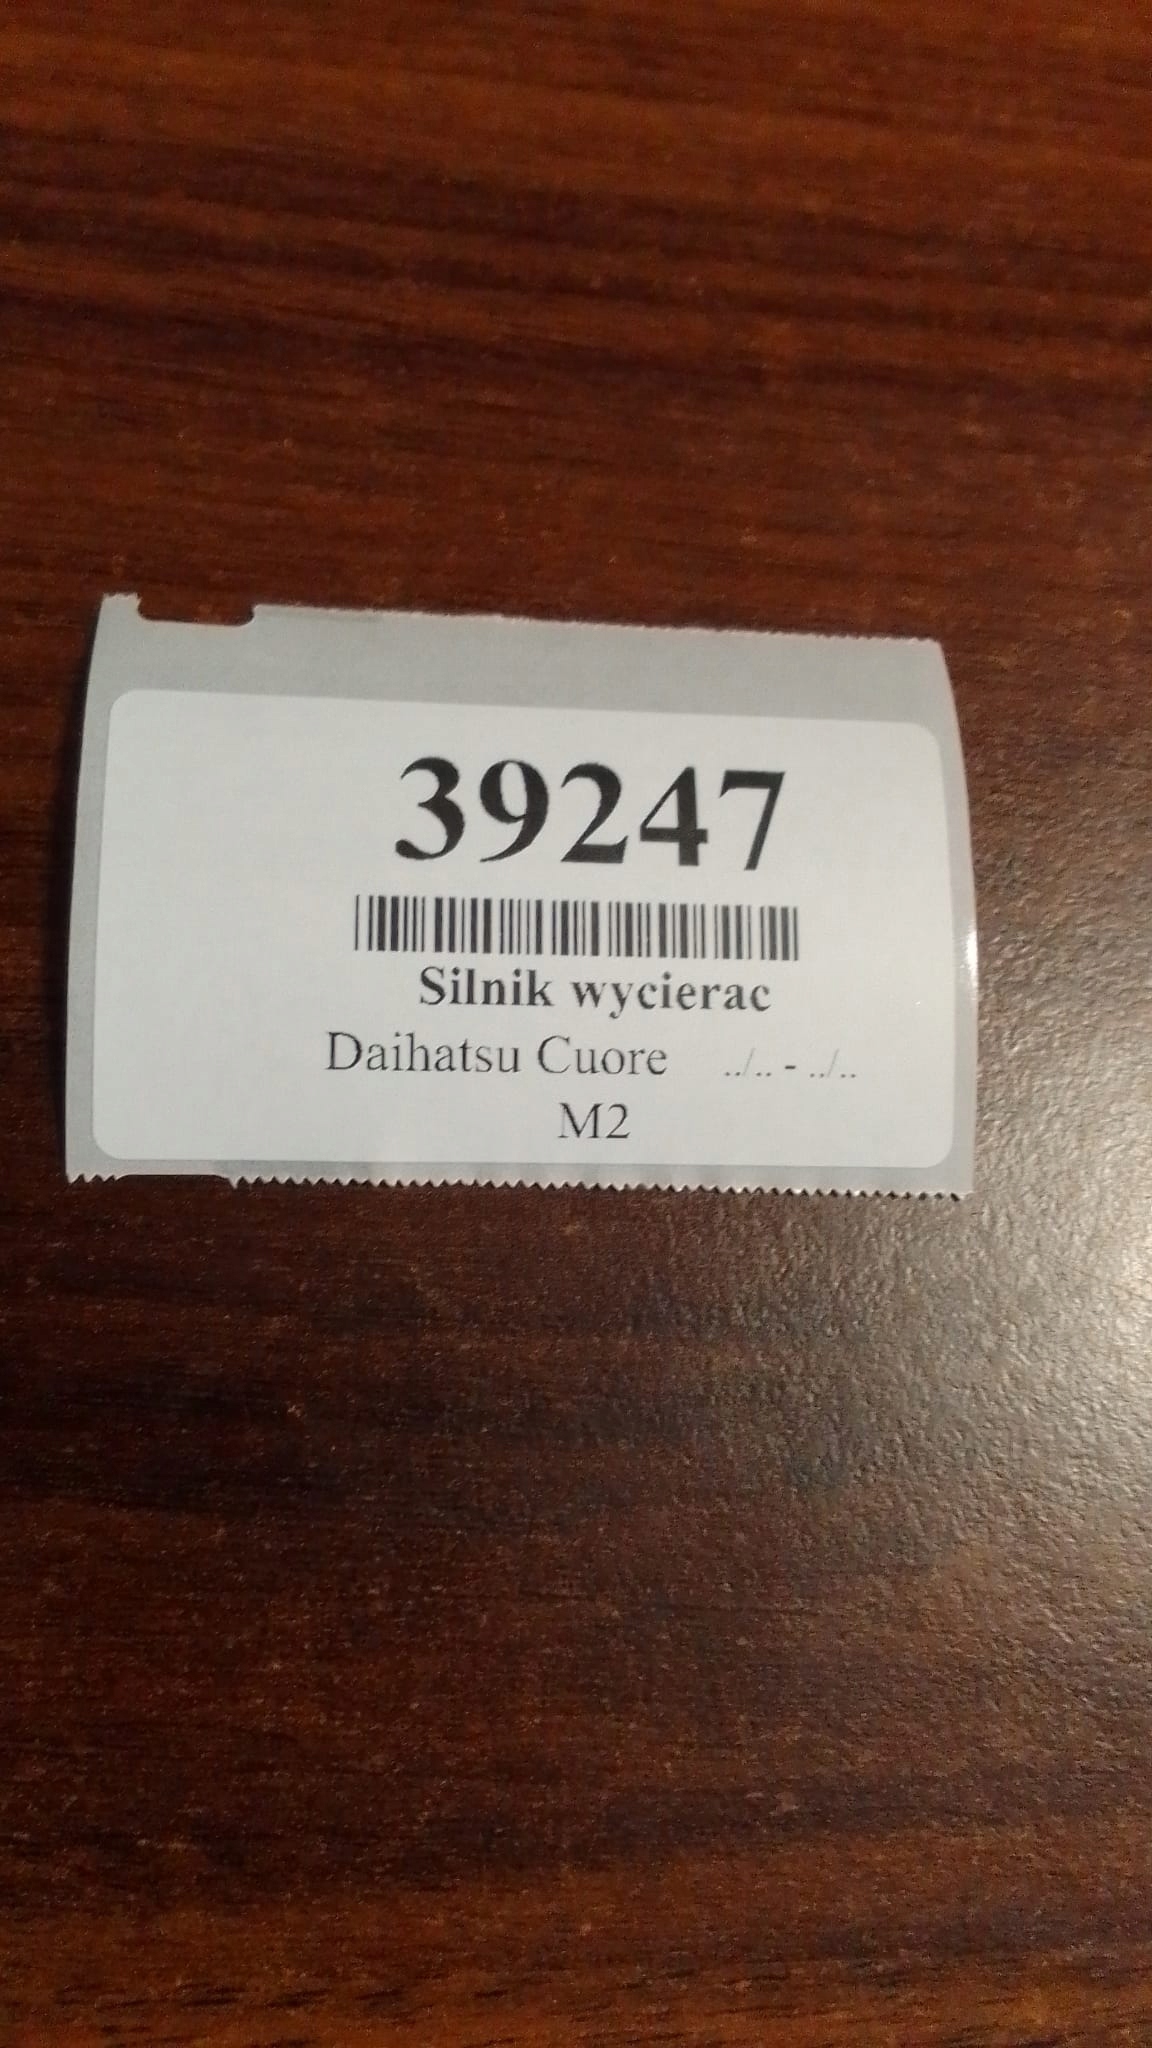 39247
Silnik wycierac
Daihatsu Cuore ../.. - ../..
M2